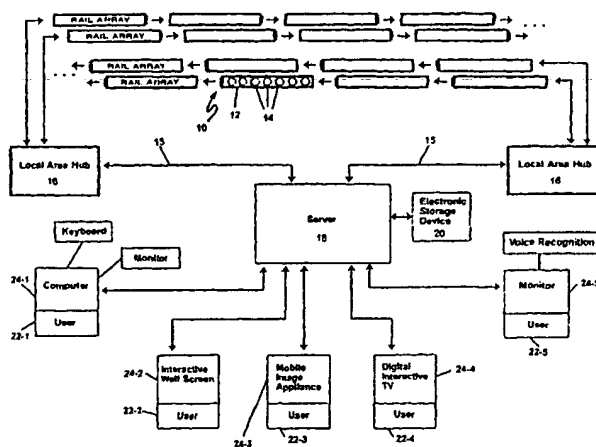 RAIL ARRAY
RAIL ARRAY
RAIL ARRAY
RAIL ARRAY
10
12
14
15
15
Local Area Hub
16
Local Area Hub
16
Server
18
Electronic
Storage
Device
20
Keyboard
Monitor
Voice Recognition
24-1
Computer
User
22-1
Monitor
User
22-5
24-2
Interactive
Wall Screen
User
22-2
Mobile
Image
Appliance
User
24-3
22-3
Digital
Interactive
TV
24-4
User
22-4